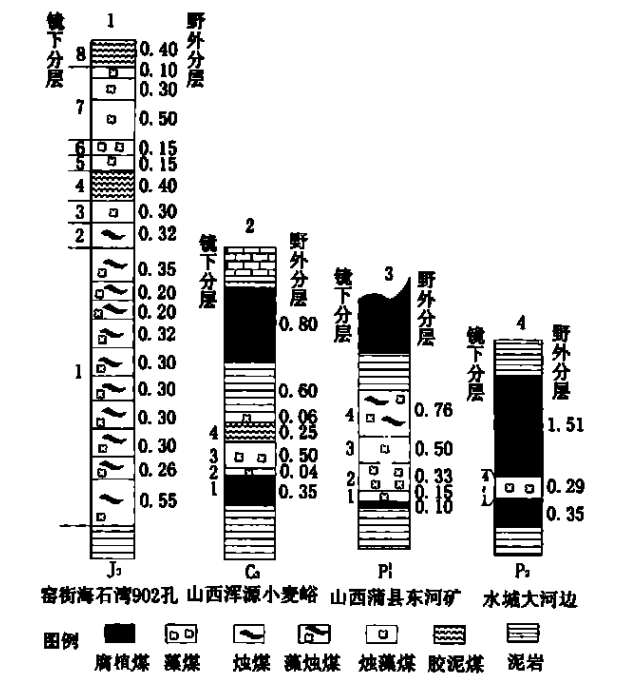 1
镜下分层
野外分层
8
0.40
0.10
7
0.30
0.50
6
0.15
5
0.15
4
0.40
3
0.30
2
0.32
1
0.35
0.20
0.20
0.32
0.30
0.30
0.30
0.30
0.26
0.55
J₃
窑街海石湾902孔
2
镜下分层
野外分层
0.80
0.60
0.06
4
0.25
3
0.50
2
0.04
1
0.35
C₃
山西浑源小麦峪
3
镜下分层
野外分层
4
0.76
3
0.50
2
0.33
1
0.15
0.10
山西蒲县东河矿
4
镜下分层
野外分层
1.51
4
1
0.29
0.35
P₂
水城大河边
图例
腐植煤
藻煤
烛煤
藻烛煤
烛藻煤
胶泥煤
泥岩